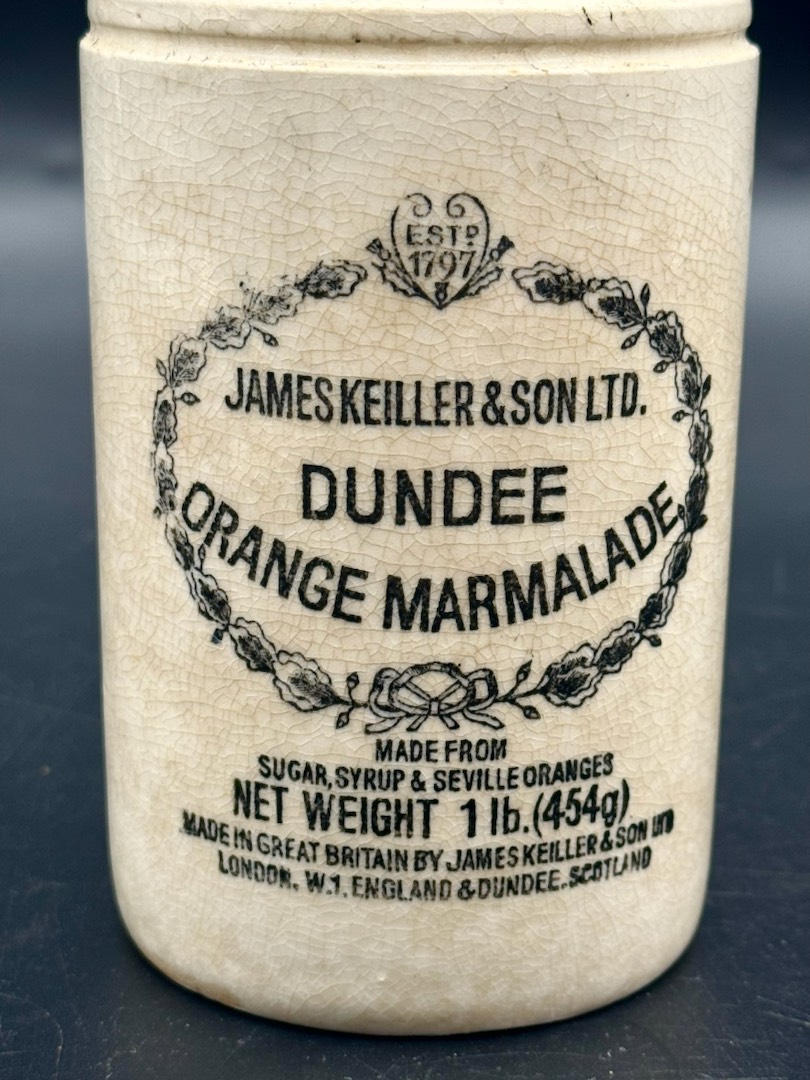 ESTD
1797
JAMES KEILLER & SON LTD.
DUNDEE
ORANGE MARMALADE
MADE FROM
SUGAR, SYRUP & SEVILLE ORANGES
NET WEIGHT 1 lb. (454g)
MADE IN GREAT BRITAIN BY JAMES KEILLER & SON LTD
LONDON, W.1. ENGLAND & DUNDEE. SCOTLAND